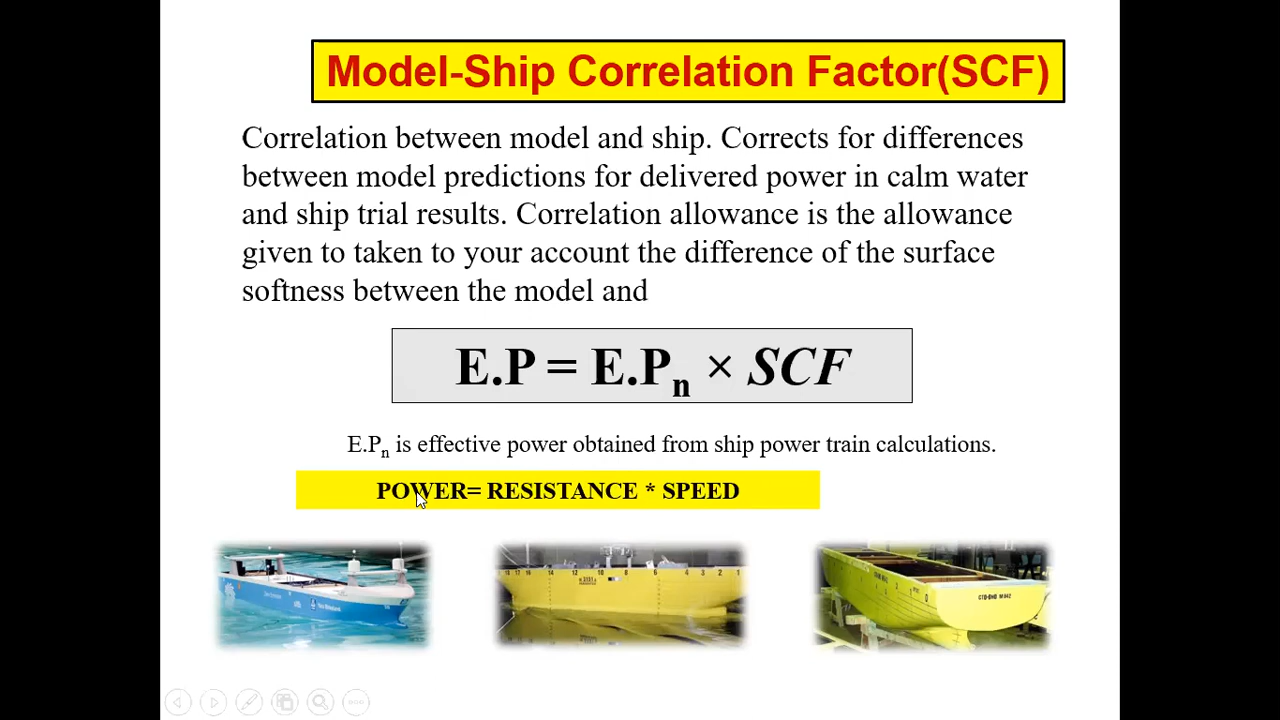 Model-Ship Correlation Factor(SCF)
Correlation between model and ship. Corrects for differences
between model predictions for delivered power in calm water
and ship trial results. Correlation allowance is the allowance
given to taken to your account the difference of the surface
softness between the model and
E.P = E.Pn × SCF
E.Pn is effective power obtained from ship power train calculations.
POWER= RESISTANCE * SPEED